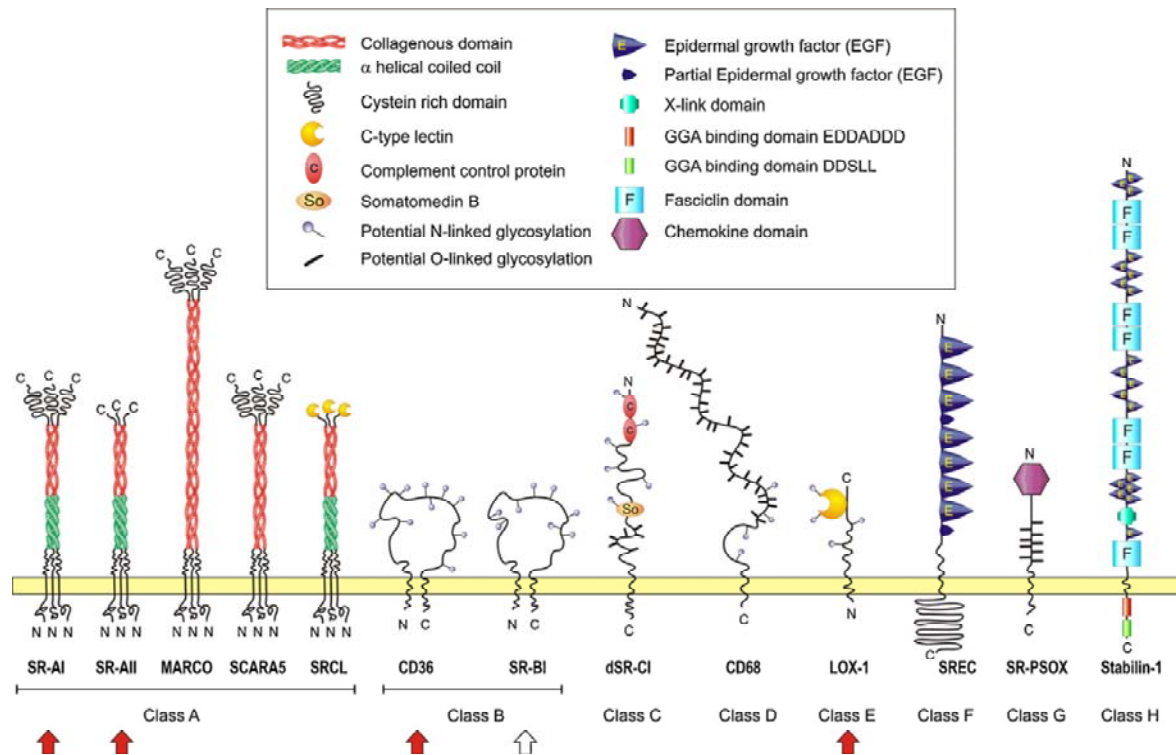 Collagenous domain
α helical coiled coil
Cystein rich domain
C-type lectin
C Complement control protein
So Somatomedin B
Potential N-linked glycosylation
Potential O-linked glycosylation
E Epidermal growth factor (EGF)
Partial Epidermal growth factor (EGF)
X-link domain
GGA binding domain EDDADDD
GGA binding domain DDSLL
F Fasciclin domain
Chemokine domain
C C C
N N N
SR-AI
C C C
N N N
SR-AII
C C C
N N N
MARCO
C C C
N N N
SCARA5
N N N
SRCL
Class A
N C
CD36
N C
SR-BI
Class B
N
C
C
So
C
dSR-CI
Class C
N
C
CD68
Class D
C
N
LOX-1
Class E
N
E
E
E
E
E
E
E
C
SREC
Class F
N
C
SR-PSOX
Class G
N
F
F
F
F
F
F
F
C
Stabilin-1
Class H